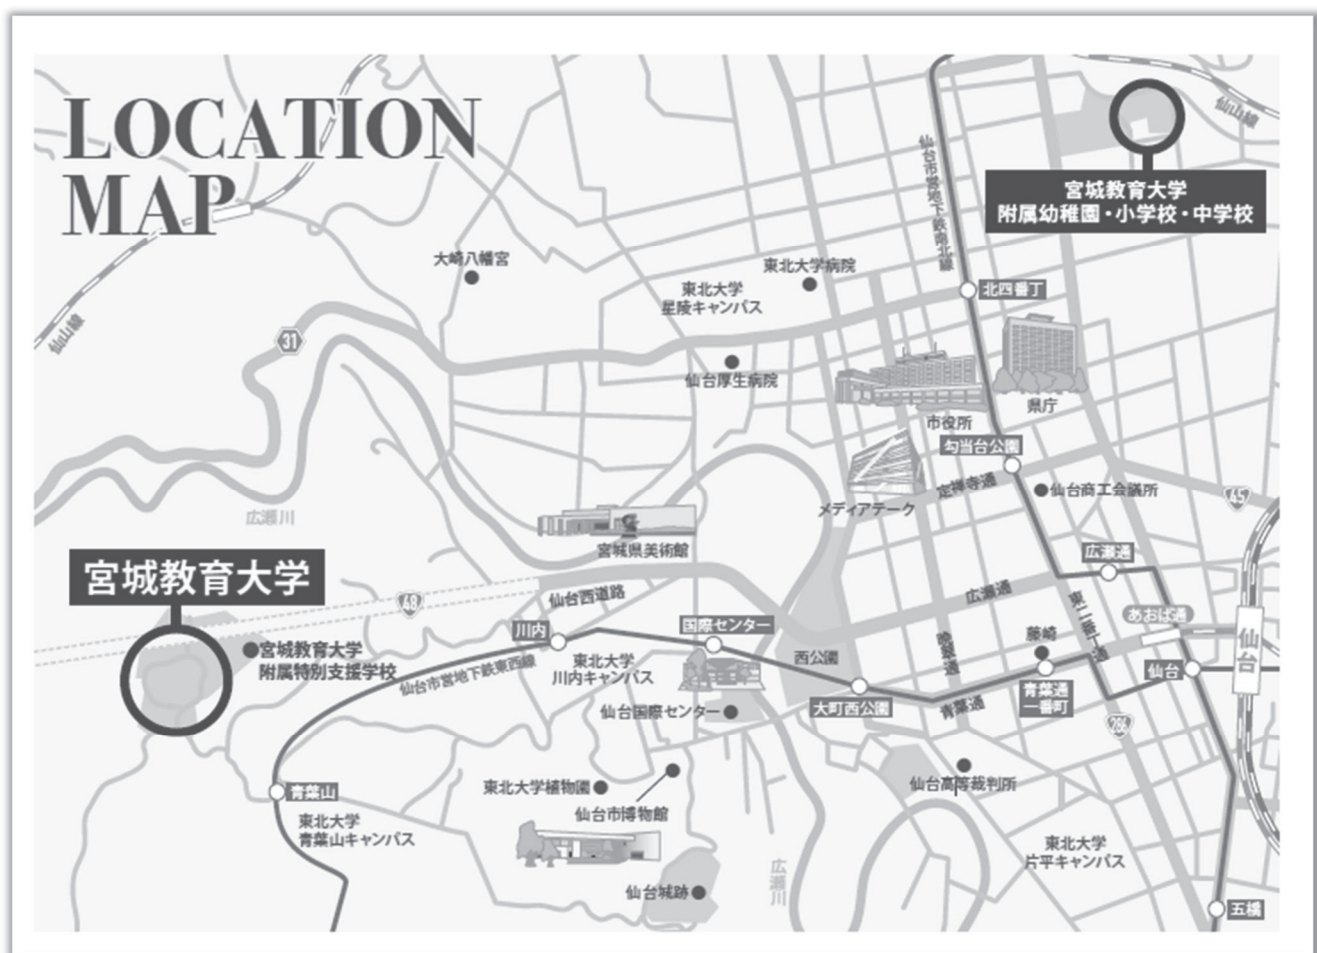 LOCATION
MAP
仙山線
宮城教育大学
附属幼稚園・小学校・中学校
仙台市営地下鉄南北線
大崎八幡宮
東北大学病院
東北大学
星陵キャンパス
北四番丁
仙山線
31
仙台厚生病院
県庁
市役所
勾当台公園
定禅寺通
仙台商工会議所
45
メディアテーク
広瀬川
宮城県美術館
広瀬通
宮城教育大学
48
仙台西道路
広瀬通
東二番丁通
あおば通
川内
国際センター
藤崎
晩翠通
仙台
仙台
宮城教育大学
附属特別支援学校
仙台市営地下鉄東西線
東北大学
川内キャンパス
西公園
大町西公園
青葉通
青葉通
一番町
仙台国際センター
286
青葉山
東北大学
青葉山キャンパス
東北大学植物園
仙台市博物館
仙台高等裁判所
東北大学
片平キャンパス
広瀬川
仙台城跡
五橋